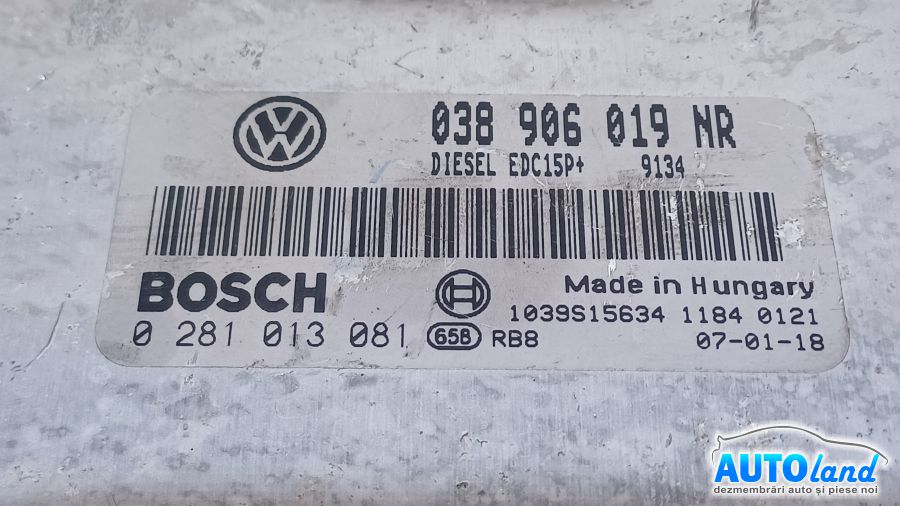 038 906 019 NR
DIESEL EDC15P+ 9134
BOSCH
Made in Hungary
1039S15634 1184 0121
0 281 013 081 65B RB8 07-01-18
AUTOland
dezmembrări auto și piese noi